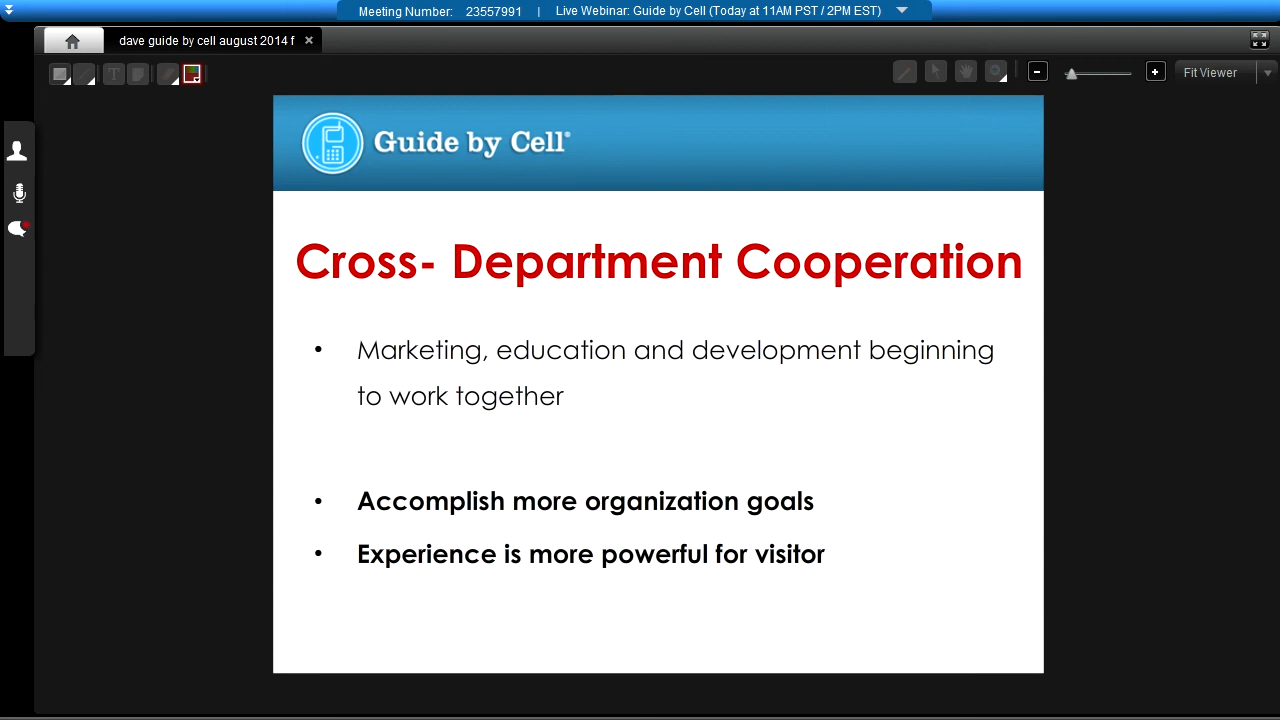 Meeting Number: 23557991 | Live Webinar: Guide by Cell (Today at 11AM PST / 2PM EST)
dave guide by cell august 2014 f ×
T
Fit Viewer
Guide by Cell®
Cross- Department Cooperation
• Marketing, education and development beginning
to work together
• Accomplish more organization goals
• Experience is more powerful for visitor